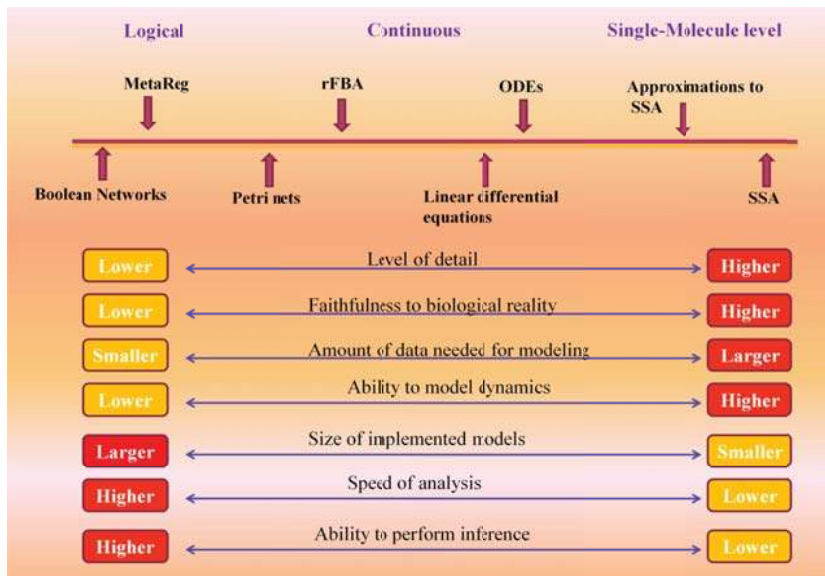 Logical Continuous Single-Molecule level
MetaReg rFBA ODEs Approximations to
SSA
Boolean Networks Petri nets Linear differential SSA
equations
Lower Level of detail Higher
Lower Faithfulness to biological reality Higher
Smaller Amount of data needed for modeling Larger
Lower Ability to model dynamics Higher
Larger Size of implemented models Smaller
Higher Speed of analysis Lower
Higher Ability to perform inference Lower